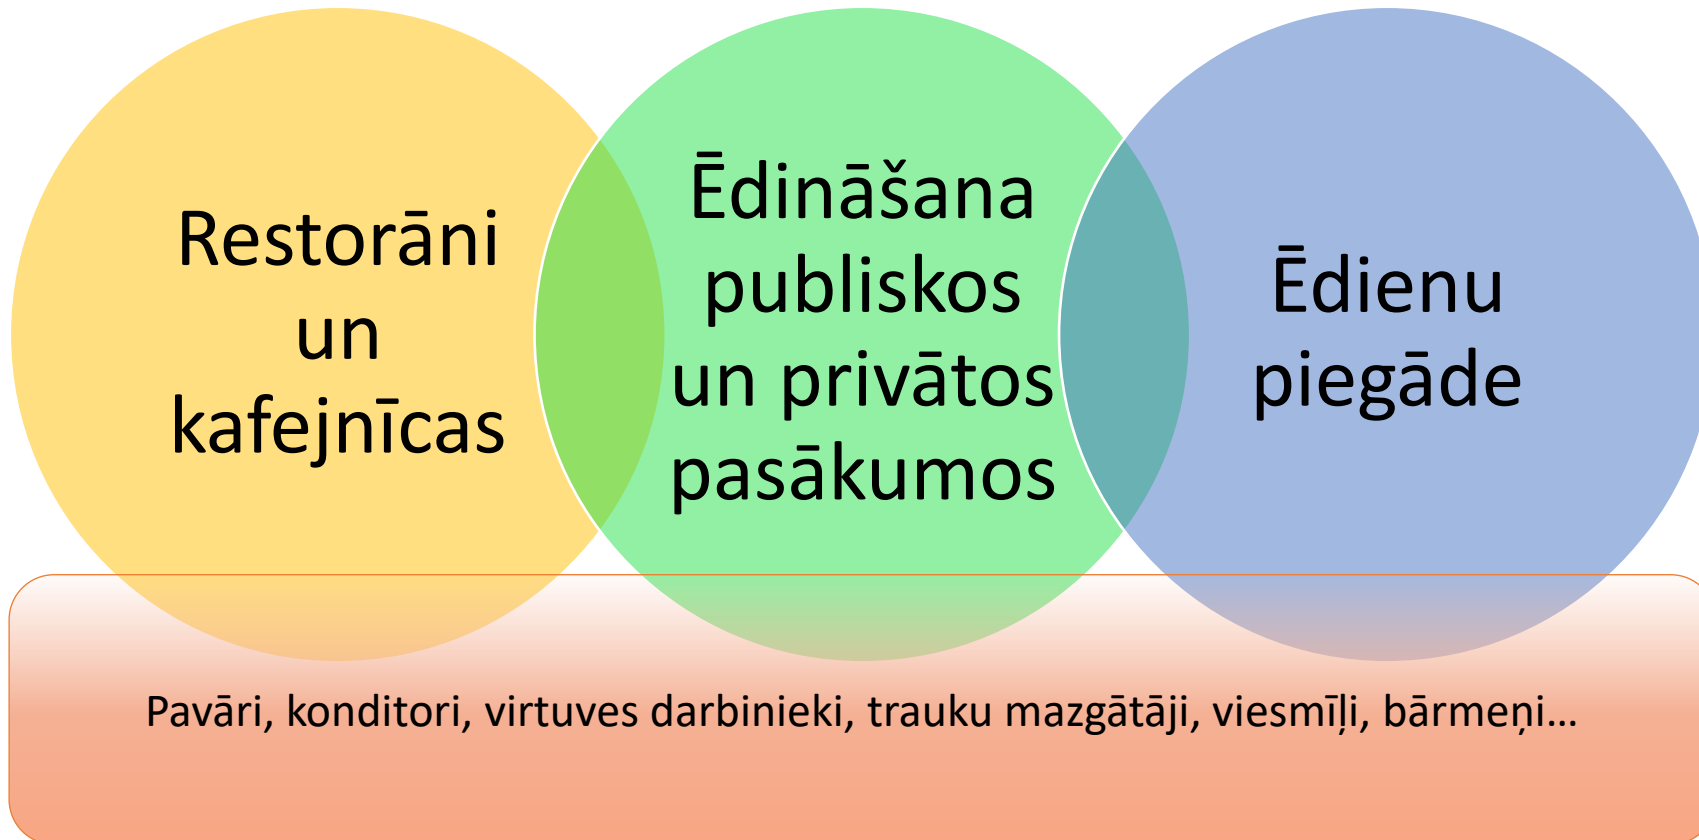 Restorāni
un
kafejnīcas
Ēdināšana
publiskos
un privātos
pasākumos
Ēdienu
piegāde
Pavāri, konditori, virtuves darbinieki, trauku mazgātāji, viesmīļi, bārmeņi...